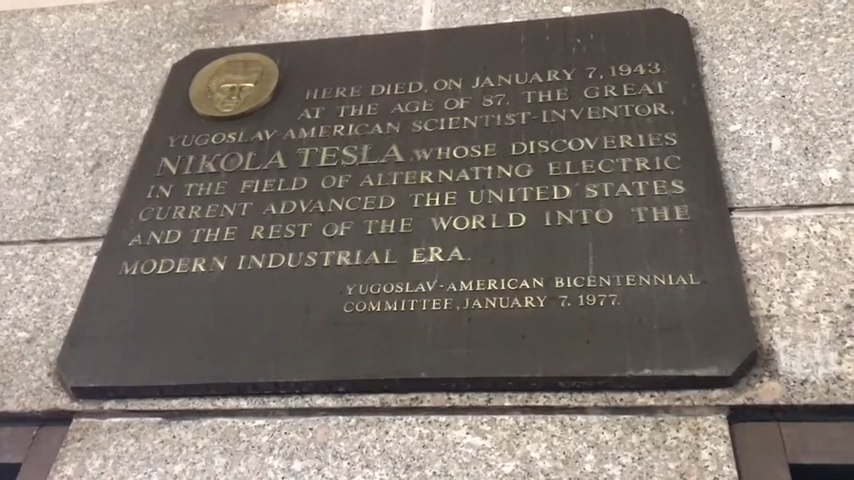 HERE DIED, ON JANUARY 7, 1943.
AT THE AGE OF 87, THE GREAT
YUGOSLAV-AMERICAN SCIENTIST-INVENTOR,
NIKOLA TESLA, WHOSE DISCOVERIES
IN THE FIELD OF ALTERNATING ELECTRIC
CURRENT ADVANCED THE UNITED STATES
AND THE REST OF THE WORLD INTO THE
MODERN INDUSTRIAL ERA.
YUGOSLAV-AMERICAN BICENTENNIAL
COMMITTEE, JANUARY 7, 1977.